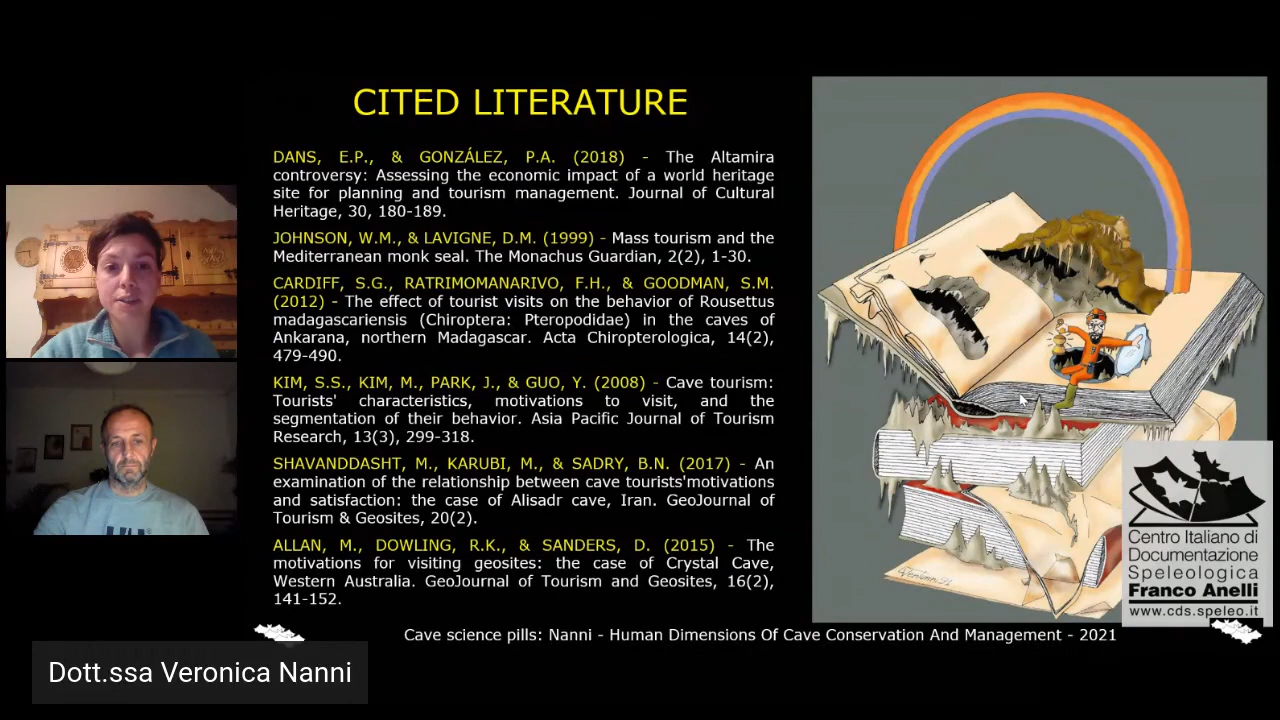 CITED LITERATURE
DANS, E.P., & GONZÁLEZ, P.A. (2018) - The Altamira
controversy: Assessing the economic impact of a world heritage
site for planning and tourism management. Journal of Cultural
Heritage, 30, 180-189.
JOHNSON, W.M., & LAVIGNE, D.M. (1999) - Mass tourism and the
Mediterranean monk seal. The Monachus Guardian, 2(2), 1-30.
CARDIFF, S.G., RATRIMOMANARIVO, F.H., & GOODMAN, S.M.
(2012) - The effect of tourist visits on the behavior of Rousettus
madagascariensis (Chiroptera: Pteropodidae) in the caves of
Ankarana, northern Madagascar. Acta Chiropterologica, 14(2),
479-490.
KIM, S.S., KIM, M., PARK, J., & GUO, Y. (2008) - Cave tourism:
Tourists' characteristics, motivations to visit, and the
segmentation of their behavior. Asia Pacific Journal of Tourism
Research, 13(3), 299-318.
SHAVANDDASHT, M., KARUBI, M., & SADRY, B.N. (2017) - An
examination of the relationship between cave tourists'motivations
and satisfaction: the case of Alisadr cave, Iran. GeoJournal of
Tourism & Geosites, 20(2).
ALLAN, M., DOWLING, R.K., & SANDERS, D. (2015) - The
motivations for visiting geosites: the case of Crystal Cave,
Western Australia. GeoJournal of Tourism and Geosites, 16(2),
141-152.
Centro Italiano di
Documentazione
Speleologica
Franco Anelli
www.cds.speleo.it
Cave science pills: Nanni - Human Dimensions Of Cave Conservation And Management - 2021
Dott.ssa Veronica Nanni